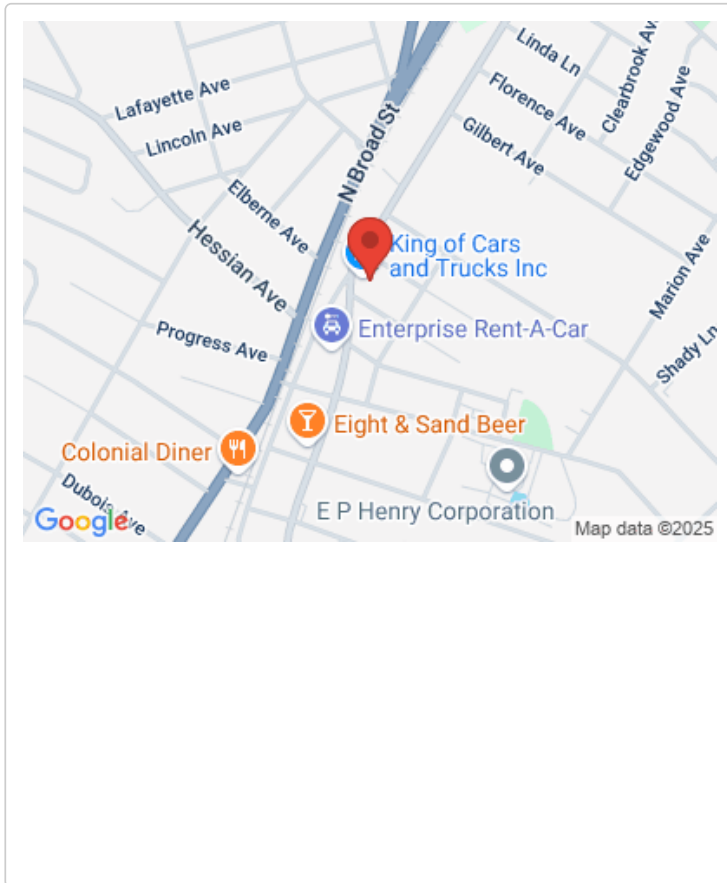 Linda Ln
Clearbrook Av
Lafayette Ave
Florence Ave
Edgewood Ave
Lincoln Ave
N Broad St
Gilbert Ave
Elberne Ave
Hessian Ave
King of Cars
and Trucks Inc
Marion Ave
Progress Ave
Enterprise Rent-A-Car
Shady Ln
Eight & Sand Beer
Colonial Diner
Dubois Ave
E P Henry Corporation
Google
Map data ©2025